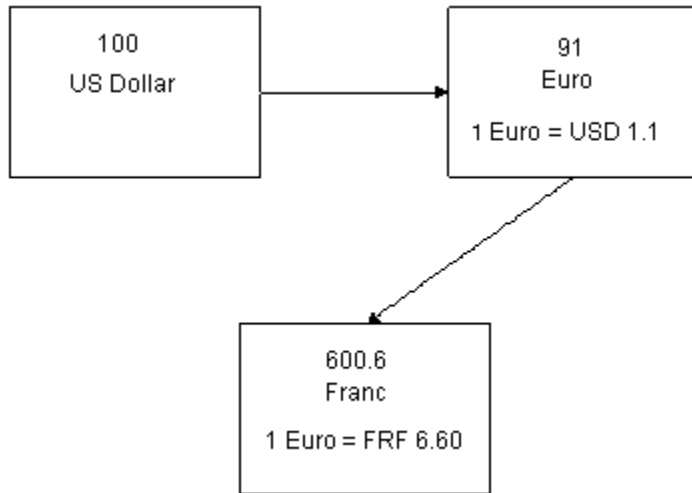 100
US Dollar
91
Euro
1 Euro = USD 1.1
600.6
Franc
1 Euro = FRF 6.60